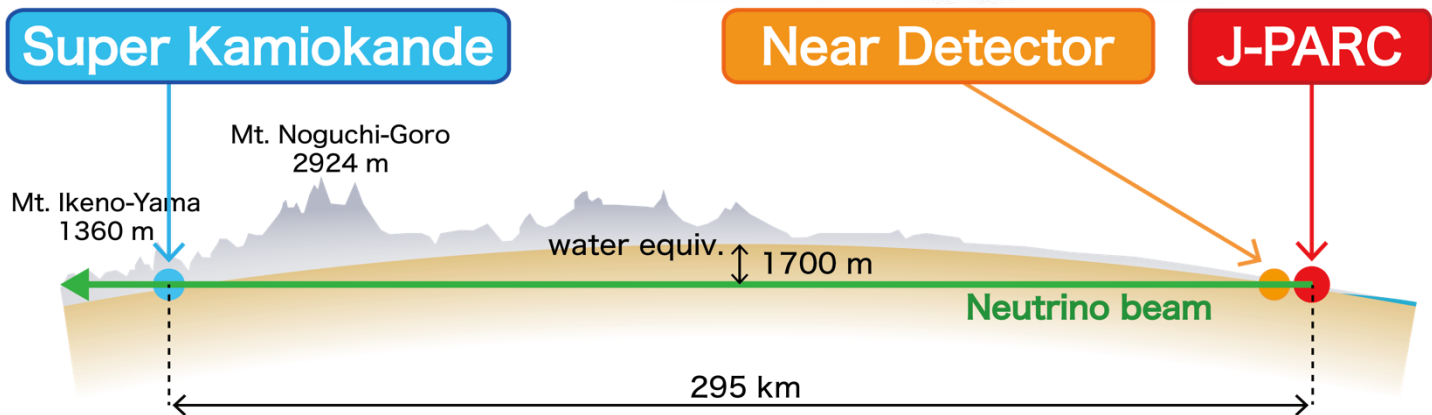 Super Kamiokande
Near Detector
J-PARC
Mt. Noguchi-Goro
2924 m
Mt. Ikeno-Yama
1360 m
water equiv.
1700 m
Neutrino beam
295 km